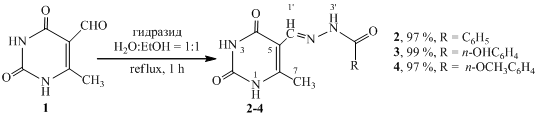 O
CHO
HN
O
N
H
CH₃
1
гидразид
H₂O:EtOH = 1:1
reflux, 1 h
O
1'
3'
H
N
N
O
R
HN
3
5
O
1
N
H
7
CH₃
2-4
2, 97 %, R = C₆H₅
3, 99 %, R = n-OHC₆H₄
4, 97 %, R = n-OCH₃C₆H₄